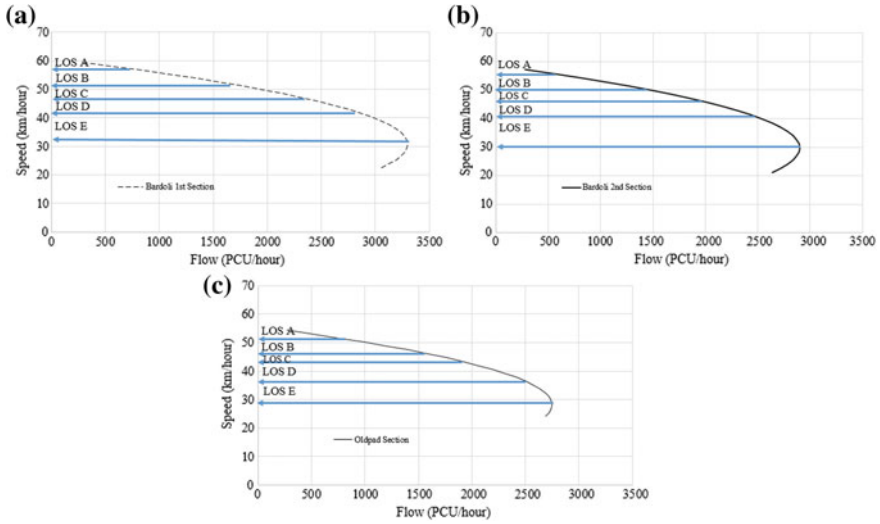 (a)
70
60
50
40
30
20
10
0
Speed (km/hour)
LOS A
LOS B
LOS C
LOS D
LOS E
Bardoli 1st Section
0 500 1000 1500 2000 2500 3000 3500
Flow (PCU/hour)
(b)
70
60
50
40
30
20
10
0
Speed (km/hour)
LOS A
LOS B
LOS C
LOS D
LOS E
Bardoli 2nd Section
0 500 1000 1500 2000 2500 3000 3500
Flow (PCU/hour)
(c)
70
60
50
40
30
20
10
0
Speed (km/hour)
LOS A
LOS B
LOS C
LOS D
LOS E
Oldpad Section
0 500 1000 1500 2000 2500 3000 3500
Flow (PCU/hour)